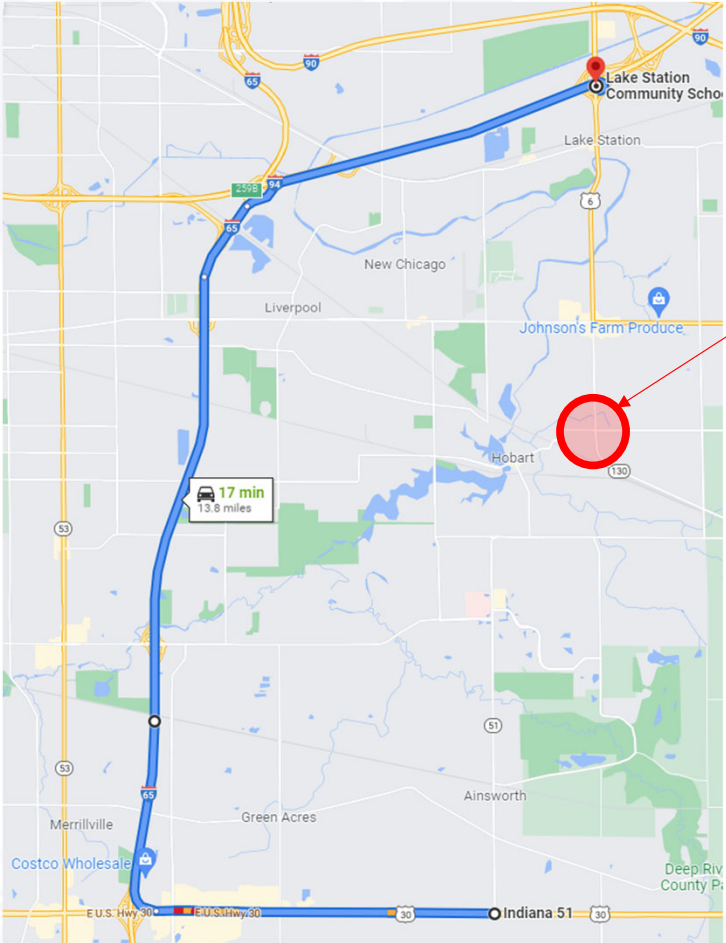 90
90
65
Lake Station
Community Schoo
Lake Station
259B
94
6
65
New Chicago
Liverpool
Johnson's Farm Produce
Hobart
130
17 min
13.8 miles
53
51
53
65
Ainsworth
Merrillville
Green Acres
Costco Wholesale
Deep Riv
County Pa
E U.S. Hwy 30
E U.S. Hwy 30
30
Indiana 51
30